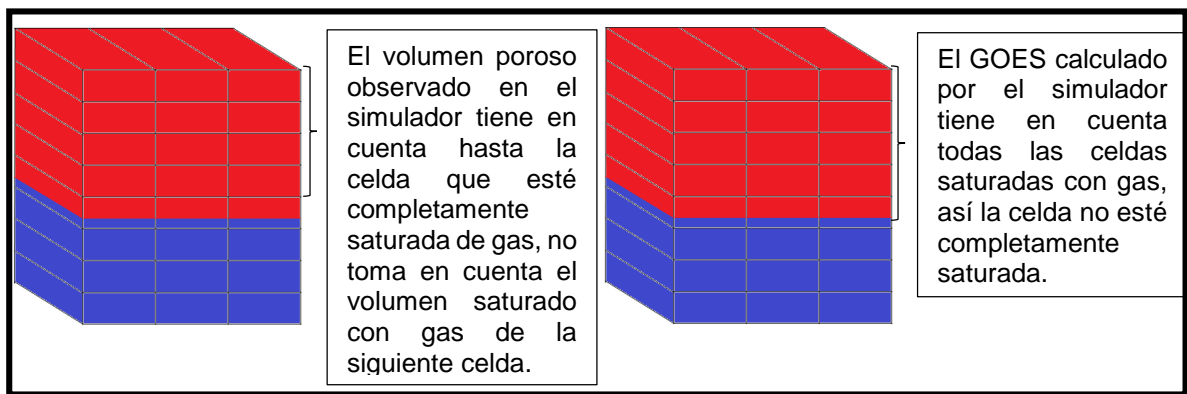 El volumen poroso
observado en el
simulador tiene en
cuenta hasta la
celda que esté
completamente
saturada de gas, no
toma en cuenta el
volumen saturado
con gas de la
siguiente celda.
El GOES calculado
por el simulador
tiene en cuenta
todas las celdas
saturadas con gas,
así la celda no esté
completamente
saturada.